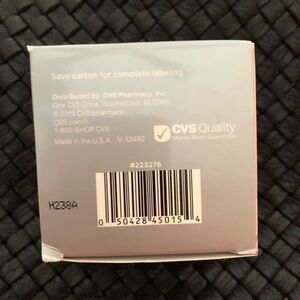 Save carton for complete labeling
Distributed by: CVS Pharmacy, Inc.
One CVS Drive, Woonsocket, RI 02895
© 2015 CVS/pharmacy
CVS.com®
1-800-SHOP CVS
Made in the U.S.A. V-12482
CVS Quality
Money Back Guarantee
#223276
H238A
0 50428 45015 4